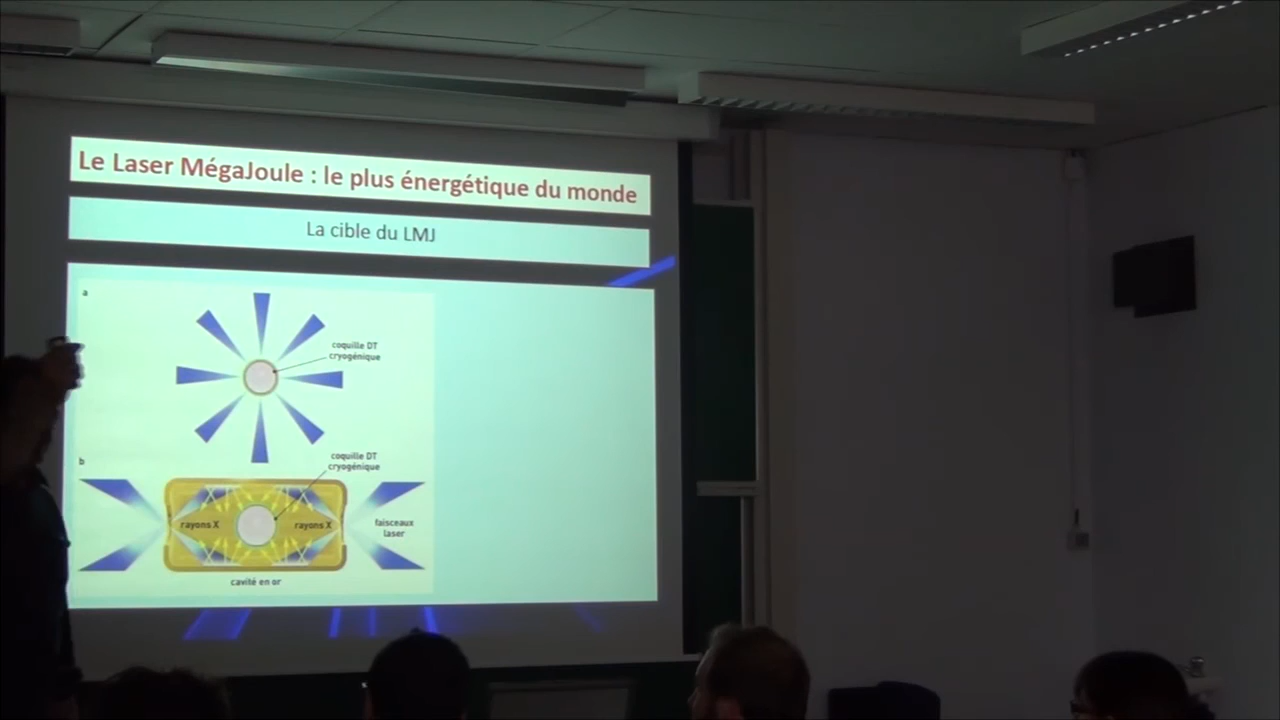 Le Laser MégaJoule : le plus énergétique du monde
La cible du LMJ
a
coquille DT
cryogénique
b
coquille DT
cryogénique
rayons X
rayons X
faisceaux
laser
cavité en or